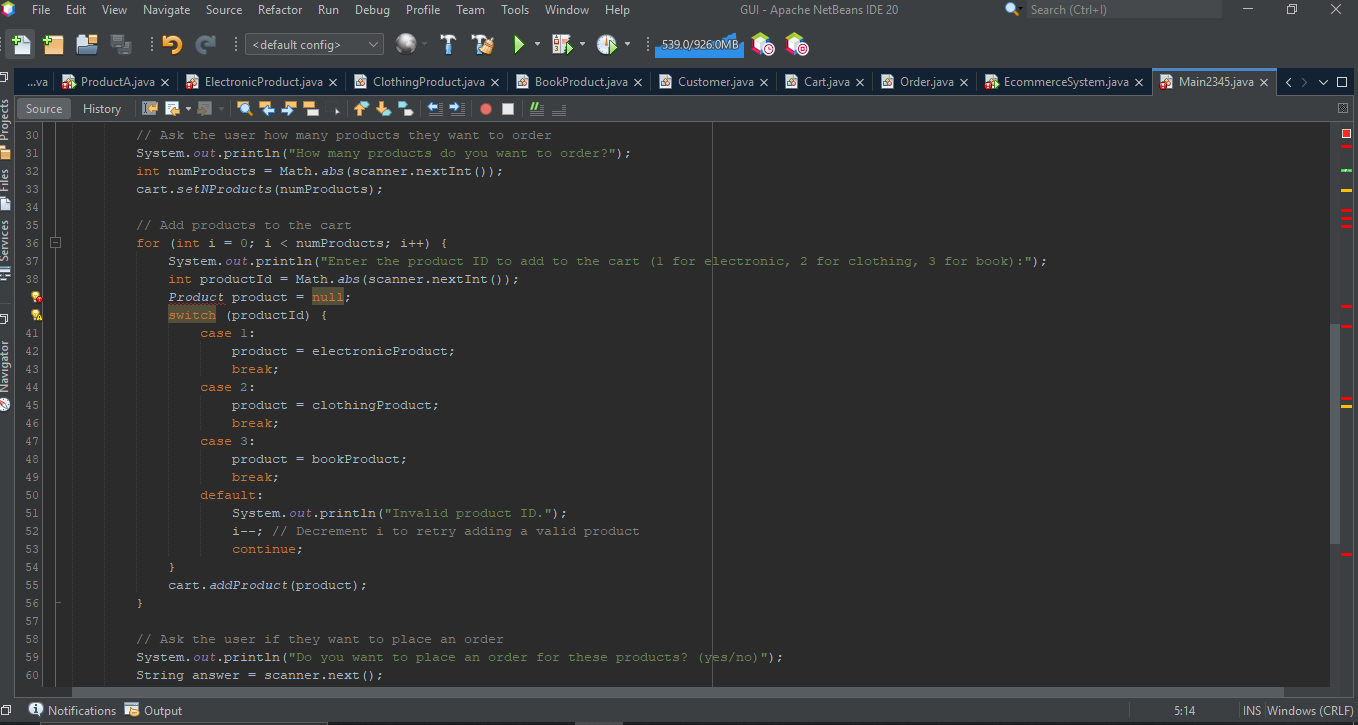 File Edit View Navigate Source Refactor Run Debug Profile Team Tools Window Help GUI - Apache NetBeans IDE 20 Search (Ctrl+I)
<default config> 539.0/926.0MB
...va ProductA.java ElectronicProduct.java ClothingProduct.java BookProduct.java Customer.java Cart.java Order.java EcommerceSystem.java Main2345.java
Source History
Projects
Files
Services
Navigator
30 // Ask the user how many products they want to order
31 System.out.println("How many products do you want to order?");
32 int numProducts = Math.abs(scanner.nextInt());
33 cart.setNProducts(numProducts);
34
35 // Add products to the cart
36 for (int i = 0; i < numProducts; i++) {
37 System.out.println("Enter the product ID to add to the cart (1 for electronic, 2 for clothing, 3 for book):");
38 int productId = Math.abs(scanner.nextInt());
Product product = null;
switch (productId) {
41 case 1:
42 product = electronicProduct;
43 break;
44 case 2:
45 product = clothingProduct;
46 break;
47 case 3:
48 product = bookProduct;
49 break;
50 default:
51 System.out.println("Invalid product ID.");
52 i--; // Decrement i to retry adding a valid product
53 continue;
54 }
55 cart.addProduct(product);
56 }
57
58 // Ask the user if they want to place an order
59 System.out.println("Do you want to place an order for these products? (yes/no)");
60 String answer = scanner.next();
Notifications Output 5:14 INS Windows (CRLF)